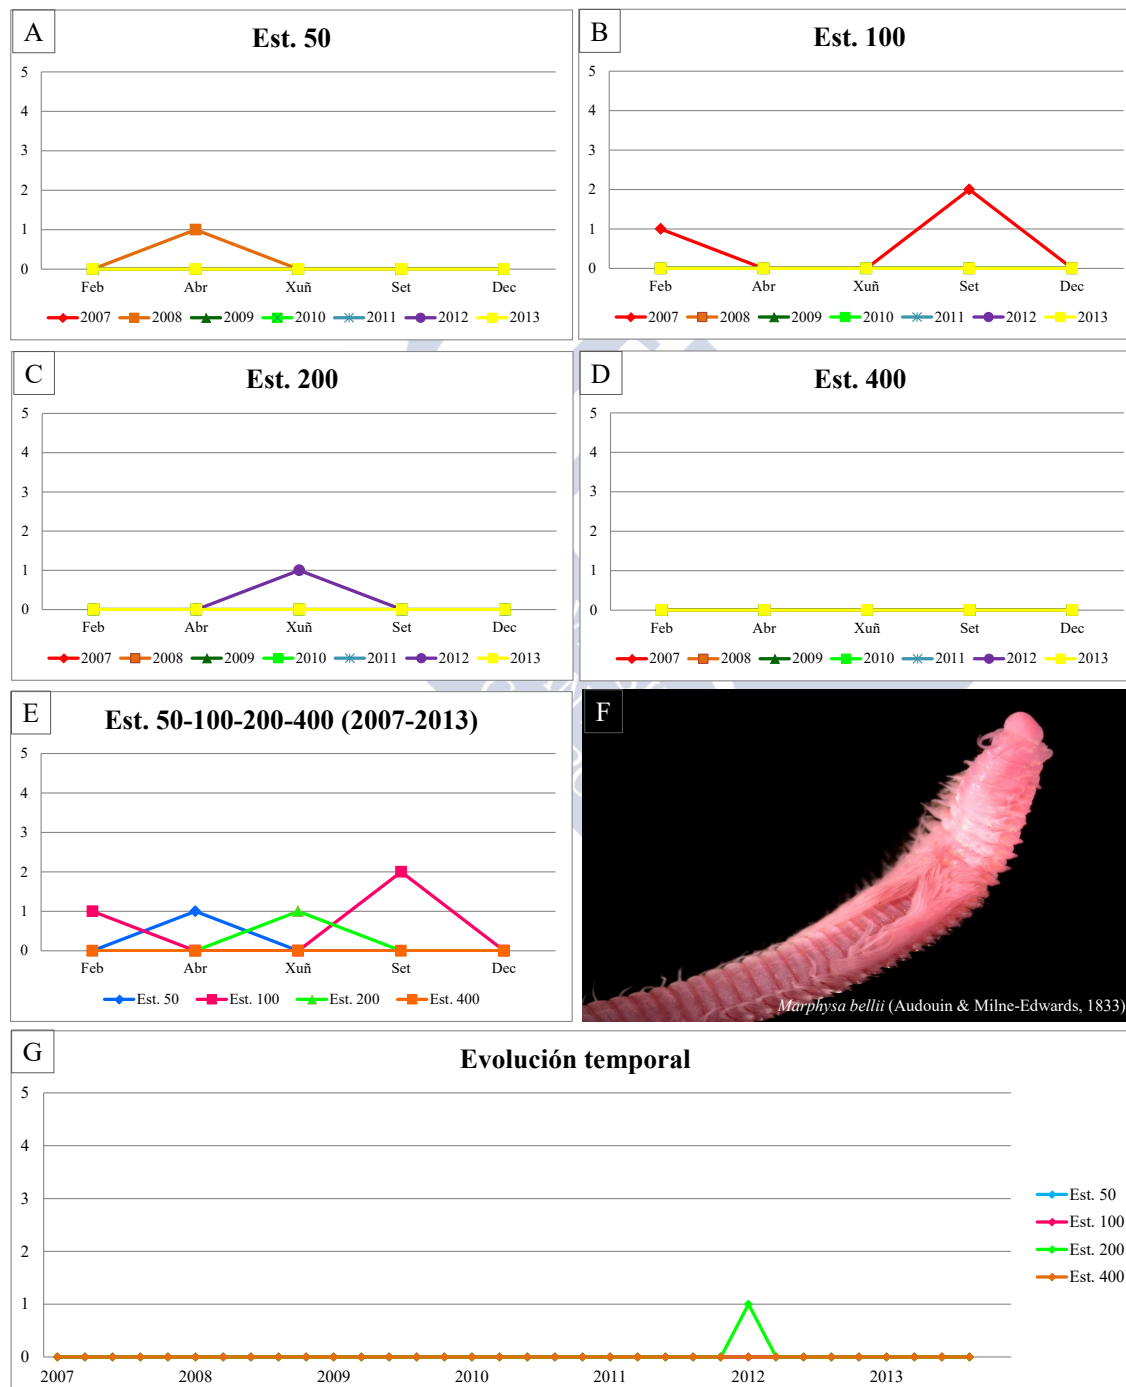 A
Est. 50
5
4
3
2
1
0
Feb Abr Xuñ Set Dec
2007 2008 2009 2010 2011 2012 2013
B
Est. 100
5
4
3
2
1
0
Feb Abr Xuñ Set Dec
2007 2008 2009 2010 2011 2012 2013
C
Est. 200
5
4
3
2
1
0
Feb Abr Xuñ Set Dec
2007 2008 2009 2010 2011 2012 2013
D
Est. 400
5
4
3
2
1
0
Feb Abr Xuñ Set Dec
2007 2008 2009 2010 2011 2012 2013
E
Est. 50-100-200-400 (2007-2013)
5
4
3
2
1
0
Feb Abr Xuñ Set Dec
Est. 50 Est. 100 Est. 200 Est. 400
F
Marphysa bellii (Audouin & Milne-Edwards, 1833)
G
Evolución temporal
5
4
3
2
1
0
2007 2008 2009 2010 2011 2012 2013
Est. 50
Est. 100
Est. 200
Est. 400